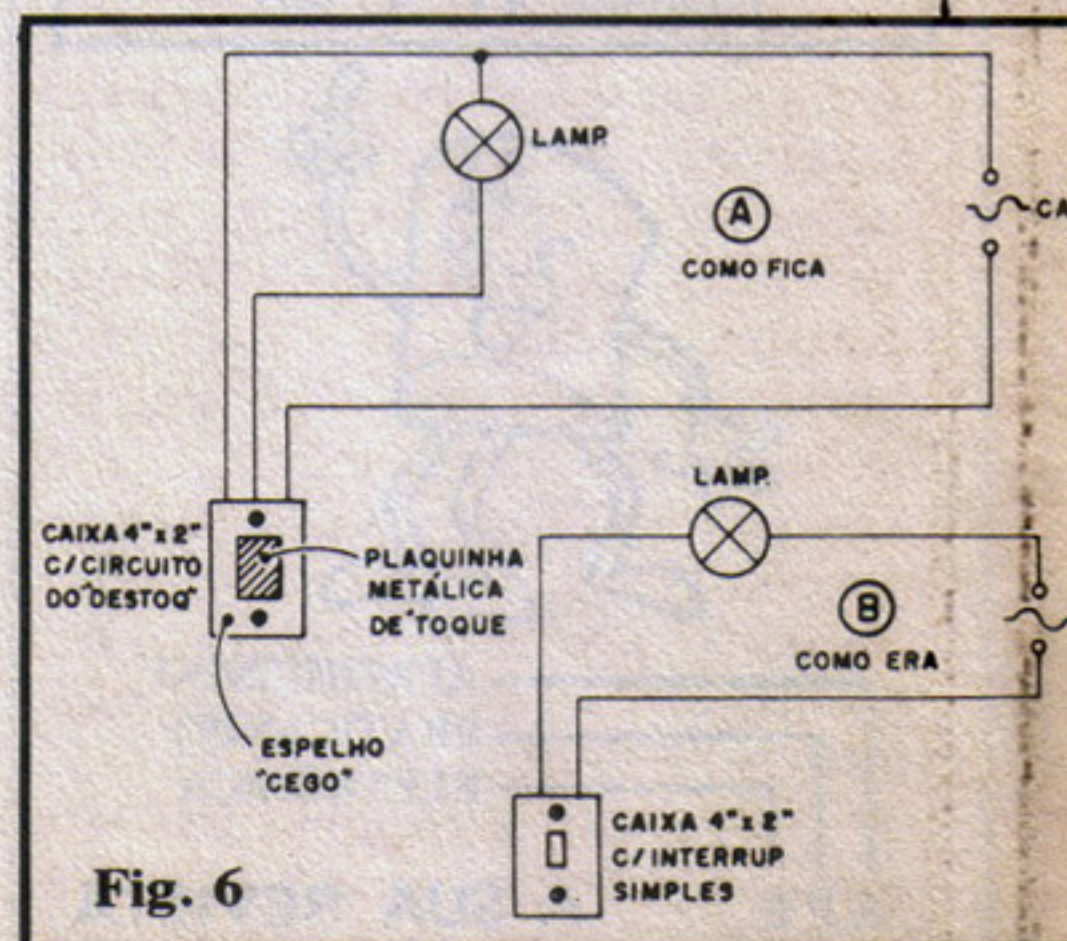 LAMP.
A
COMO FICA
CA
CAIXA 4" x 2"
C/CIRCUITO
DO "DESTOQ"
PLAQUINHA
METÁLICA
DE TOQUE
ESPELHO
"CEGO"
LAMP.
B
COMO ERA
CAIXA 4" x 2"
C/INTERRUP
SIMPLES
Fig. 6